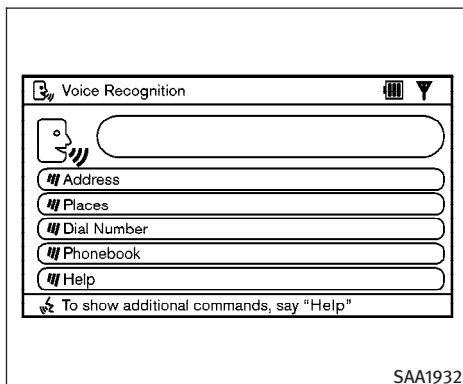 Voice Recognition
Address
Places
Dial Number
Phonebook
Help
To show additional commands, say “Help”
SAA1932